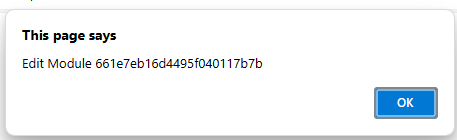 This page says
Edit Module 661e7eb16d4495f040117b7b
OK